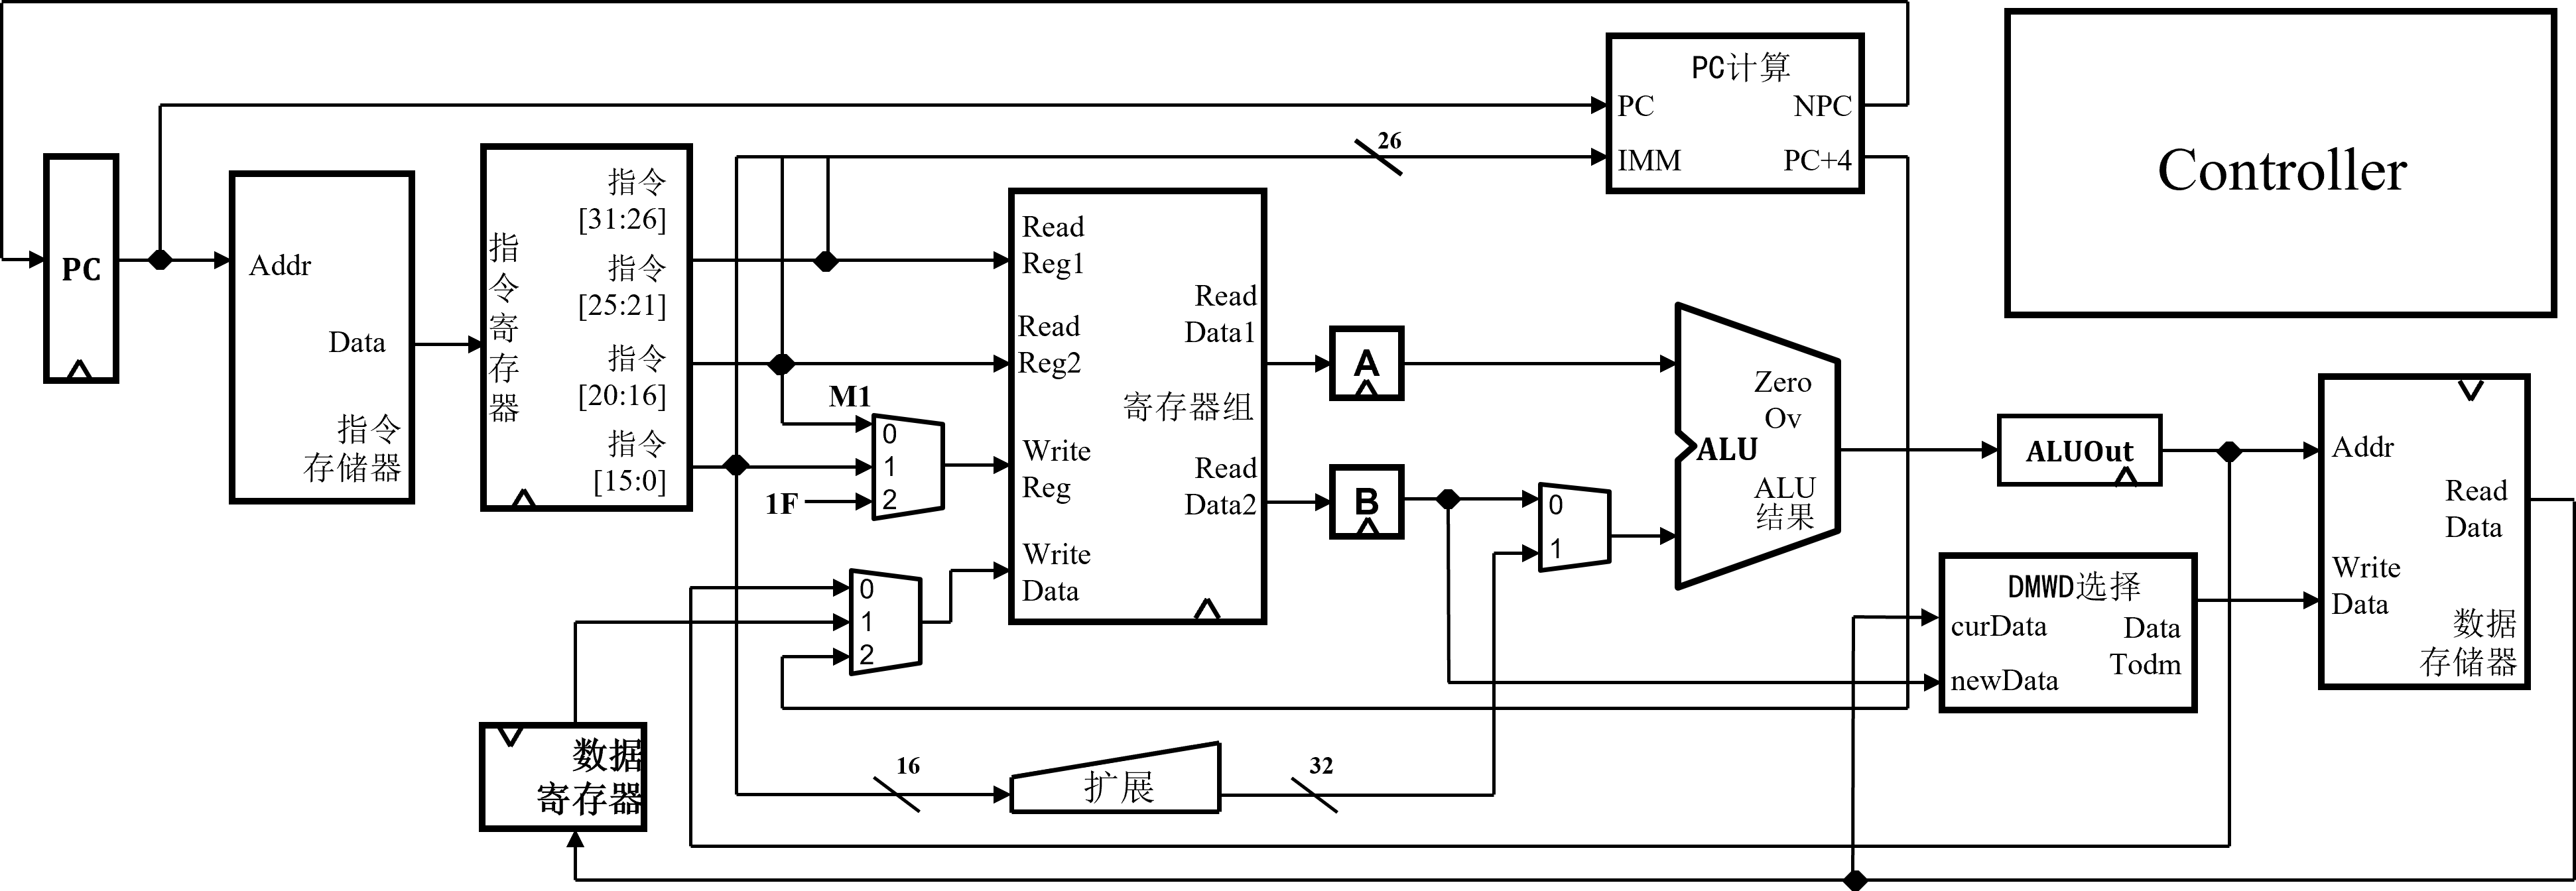 PC
Addr
Data
指令
存储器
指令寄存器
指令
[31:26]
指令
[25:21]
指令
[20:16]
指令
[15:0]
M1
0
1
2
1F
0
1
2
数据
寄存器
16
扩展
32
Read
Reg1
Read
Reg2
Write
Reg
Write
Data
Read
Data1
寄存器组
Read
Data2
A
B
0
1
26
PC计算
PC
NPC
IMM
PC+4
Zero
Ov
ALU
ALU
结果
Controller
ALUOut
DMWD选择
curData
newData
Data
Todm
Addr
Read
Data
Write
Data
数据
存储器